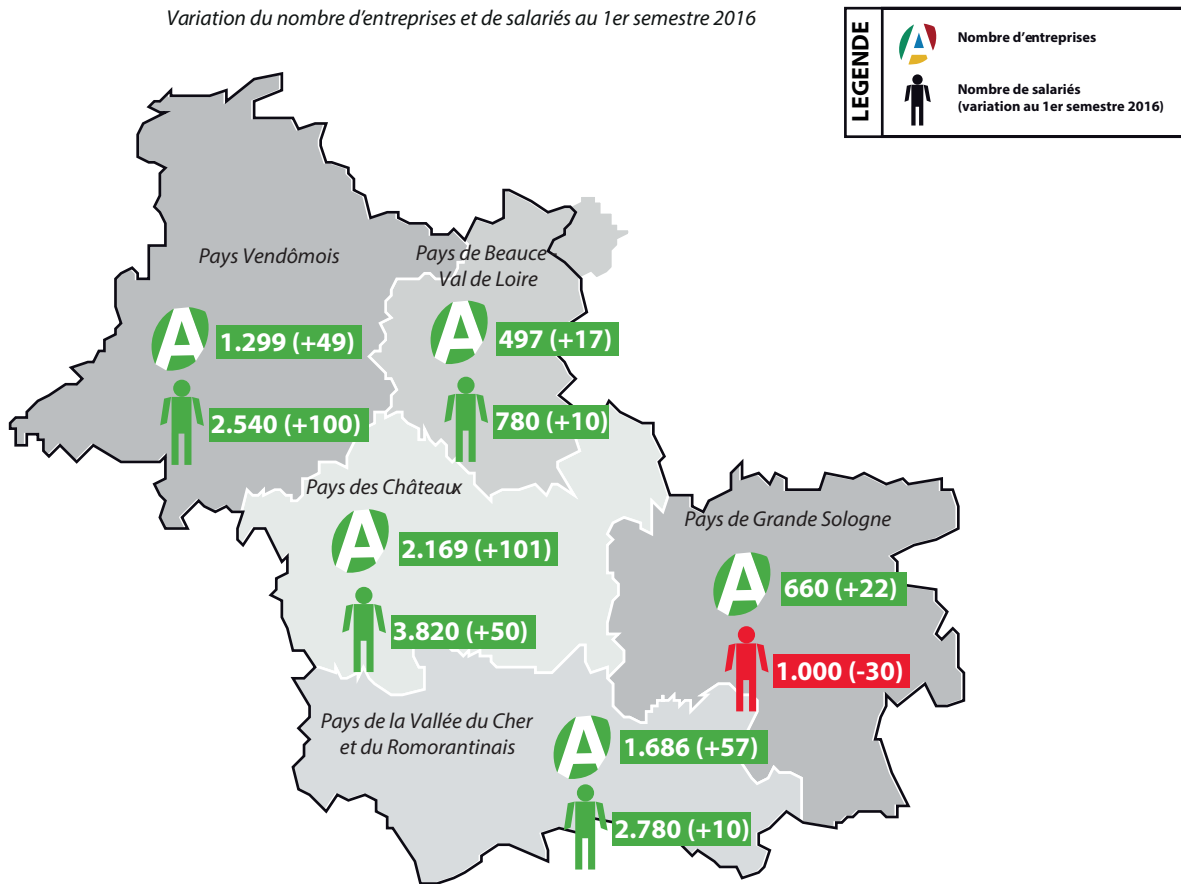 Variation du nombre d'entreprises et de salariés au 1er semestre 2016
LEGENDE
Nombre d'entreprises
Nombre de salariés
(variation au 1er semestre 2016)
Pays Vendômois
A
1.299 (+49)
2.540 (+100)
Pays de Beauce
Val de Loire
A
497 (+17)
780 (+10)
Pays des Châteaux
A
2.169 (+101)
3.820 (+50)
Pays de Grande Sologne
A
660 (+22)
1.000 (-30)
Pays de la Vallée du Cher
et du Romorantinais
A
1.686 (+57)
2.780 (+10)